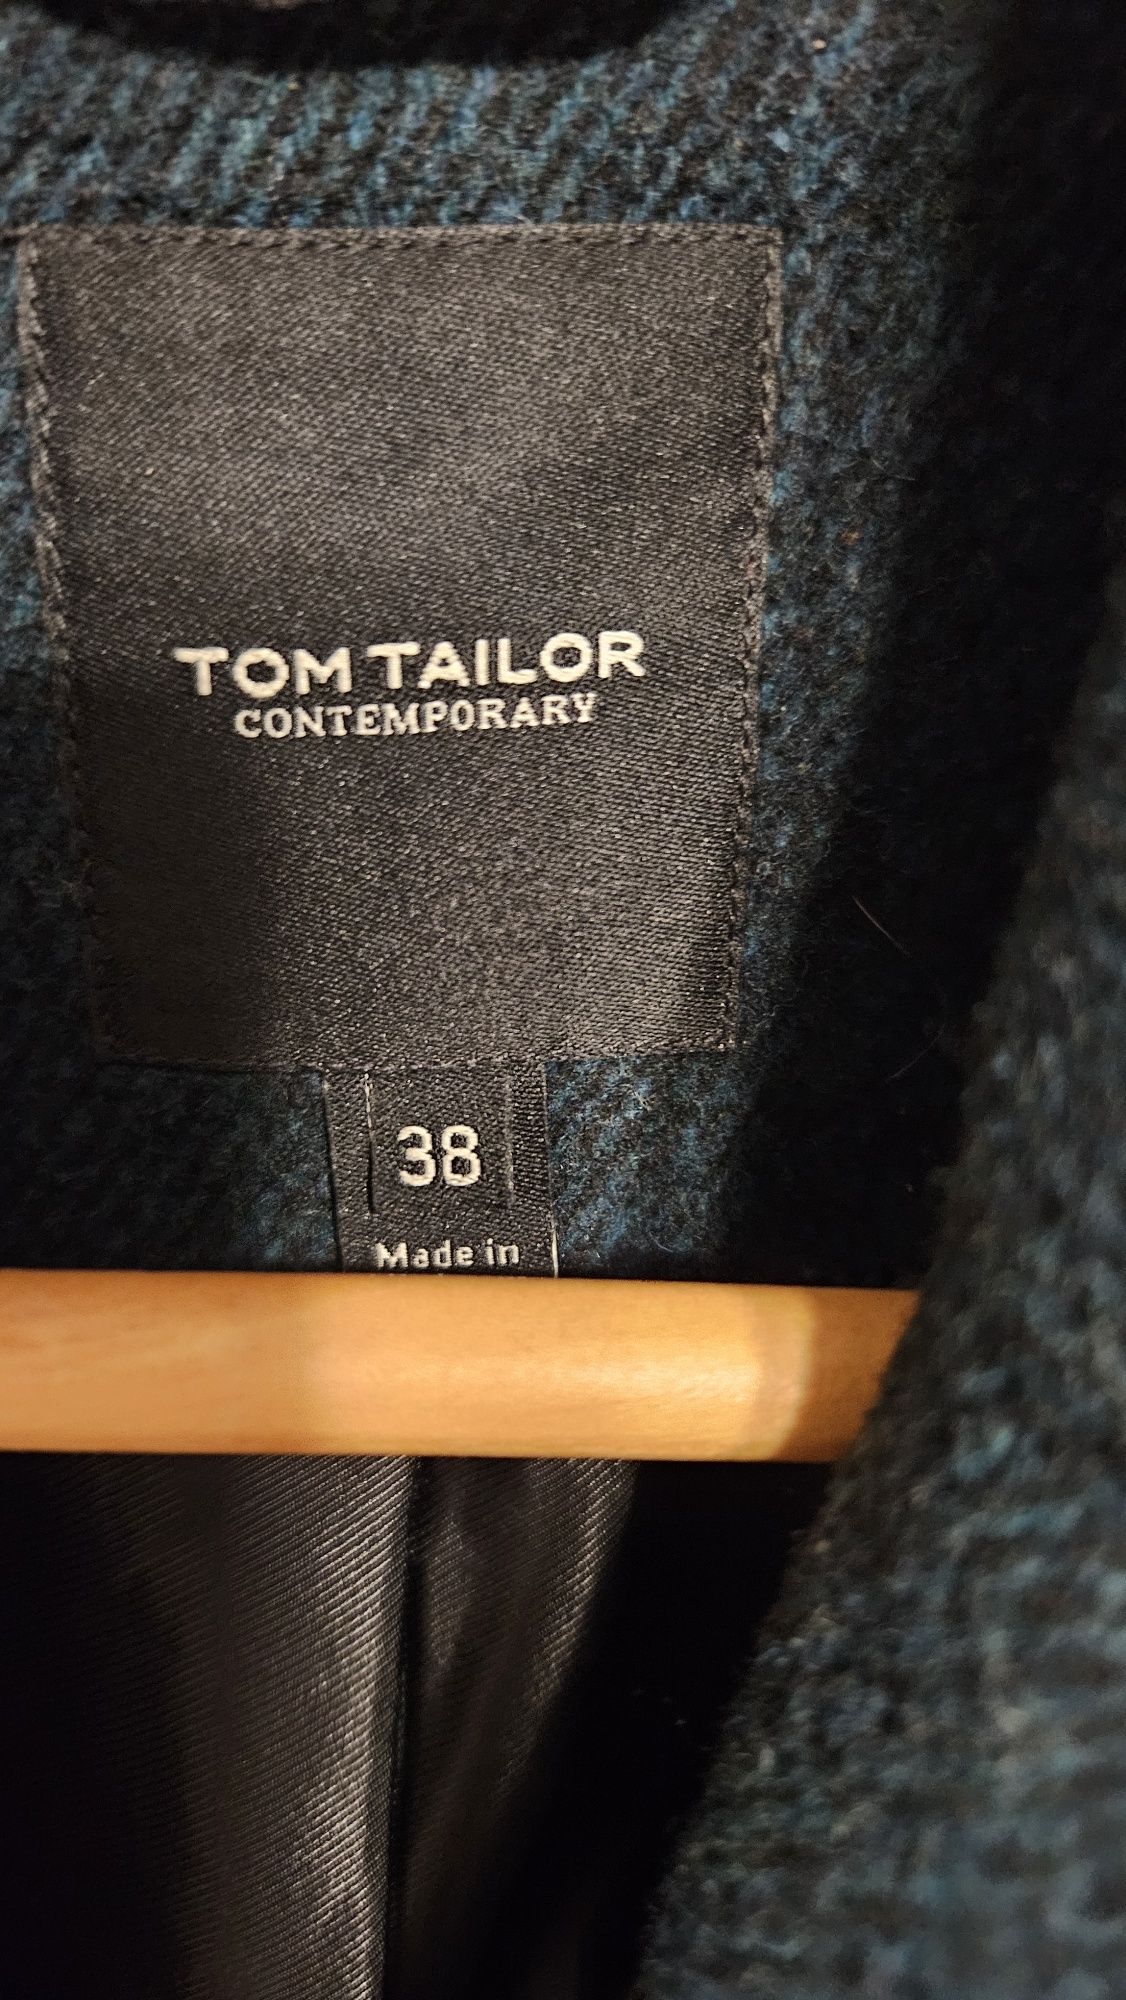 TOM TAILOR
CONTEMPORARY
38
Made in